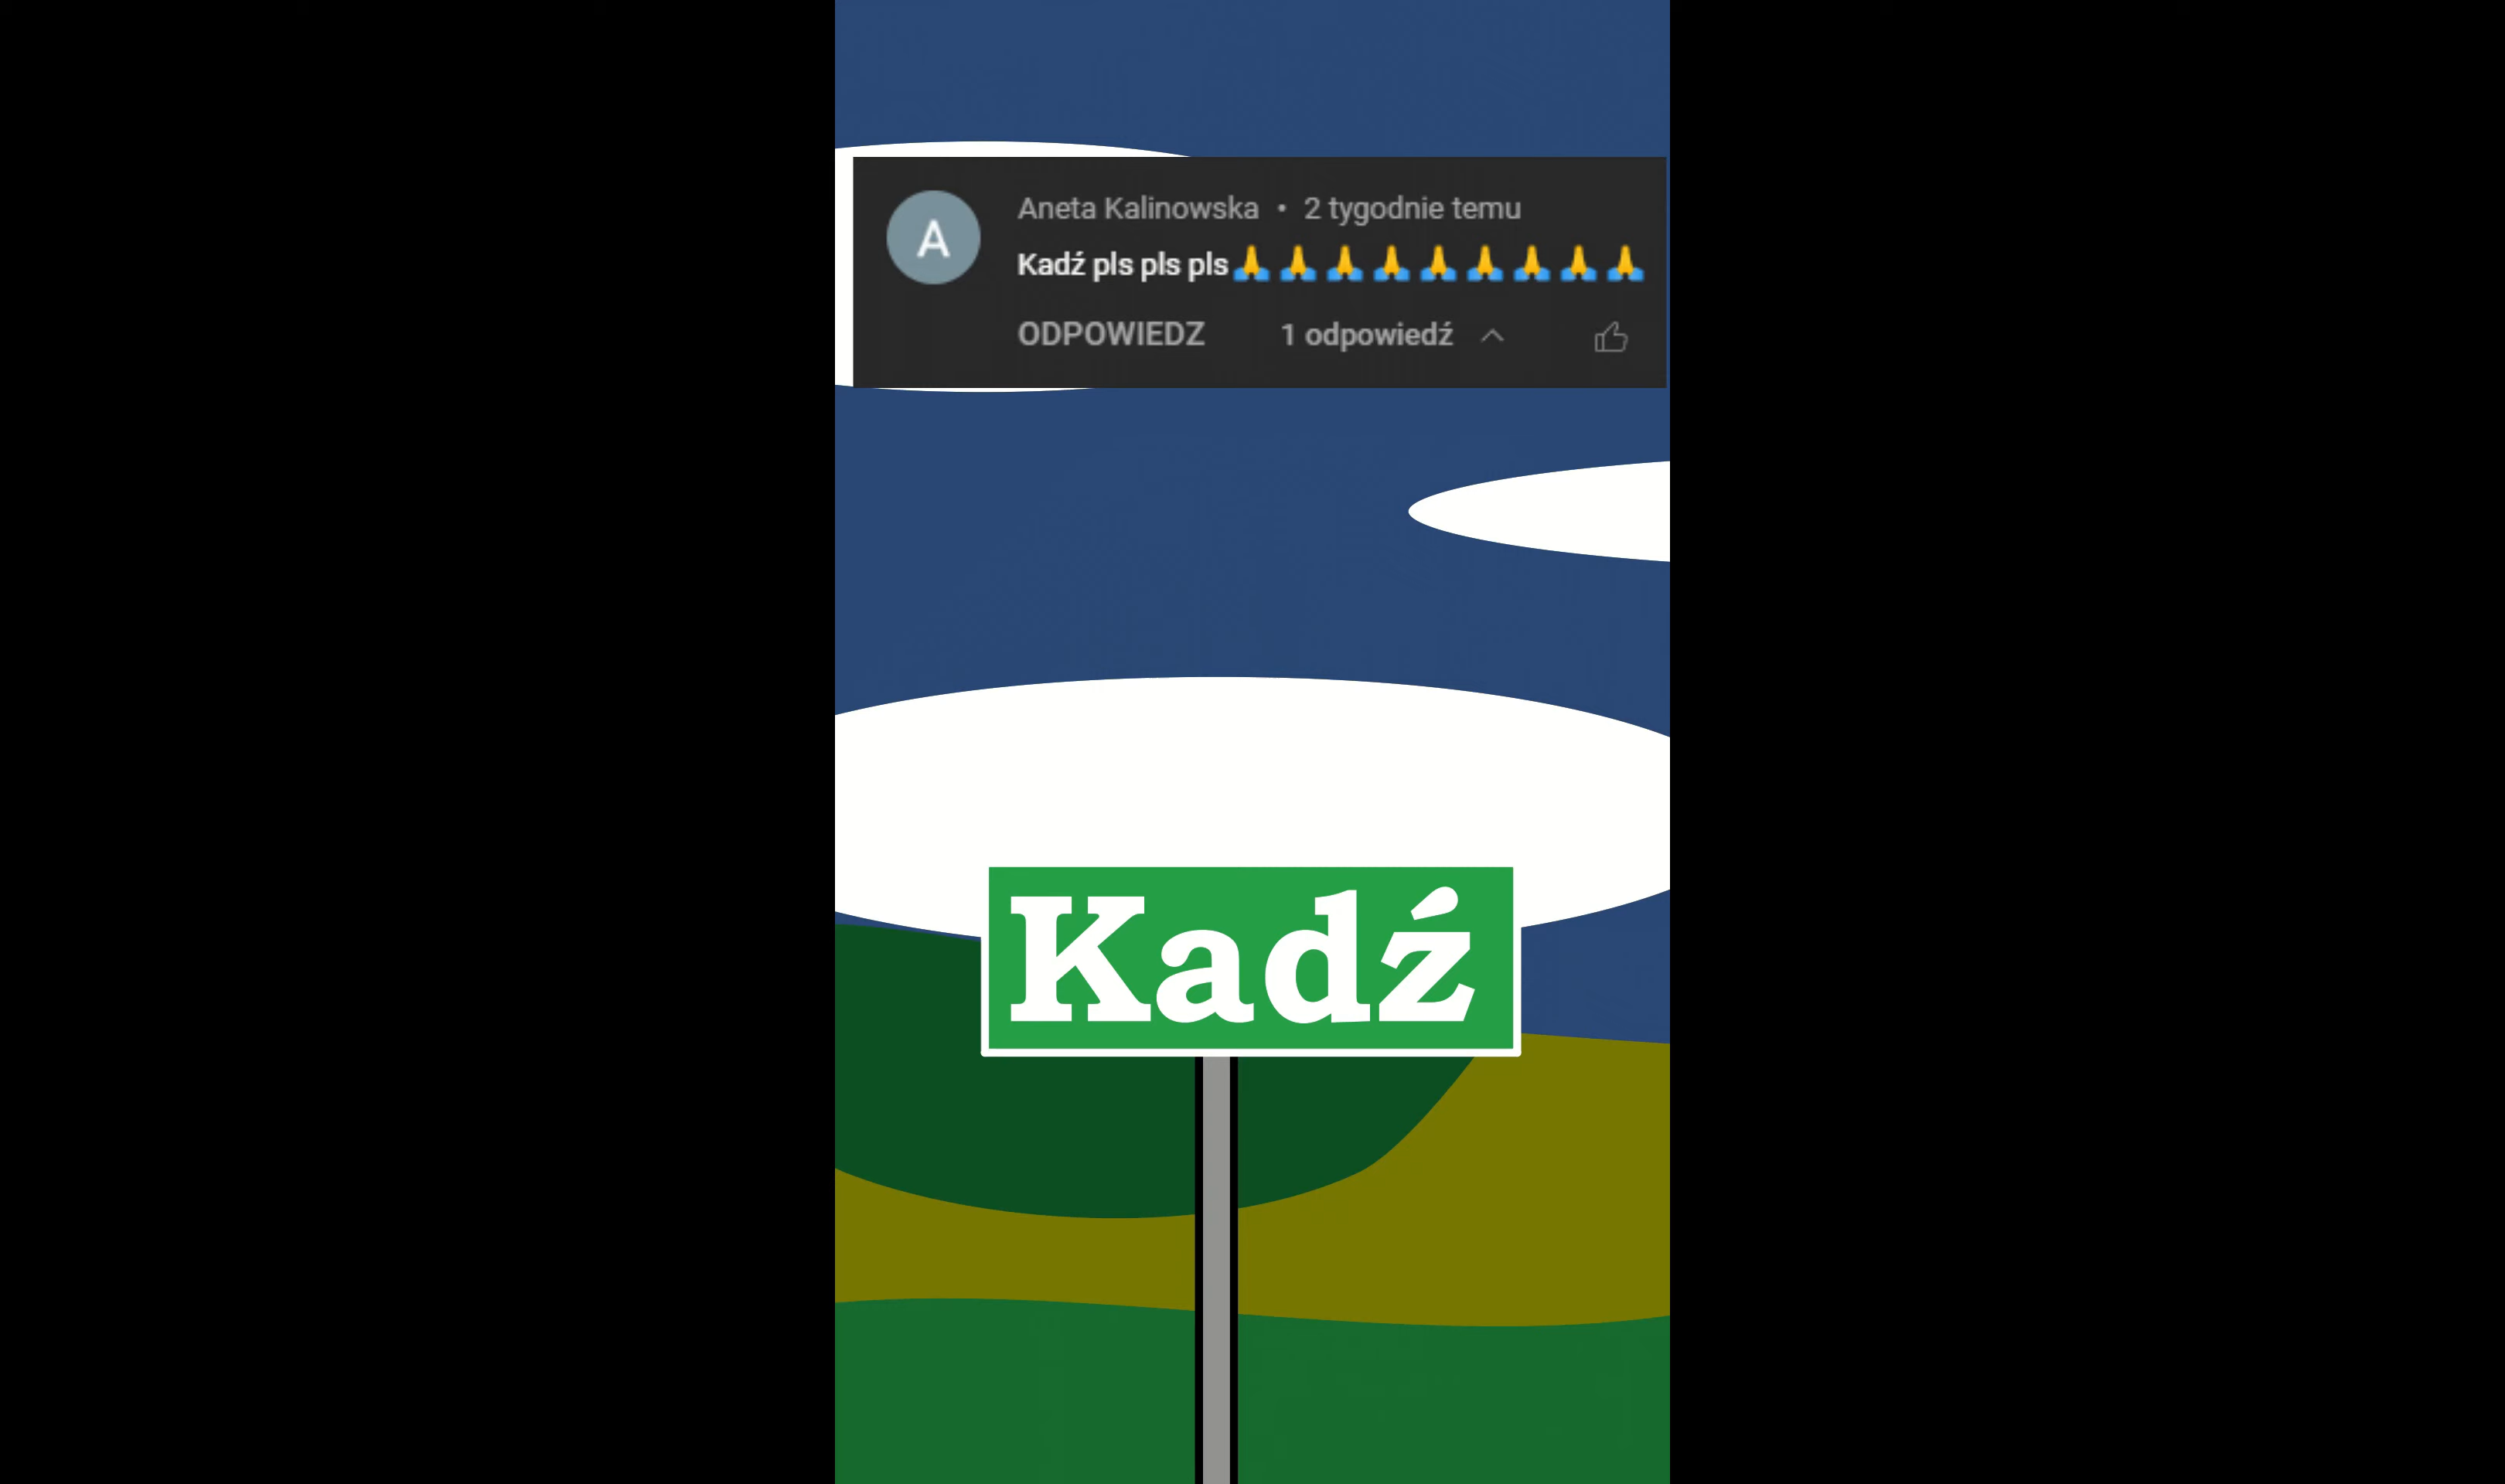 A
Aneta Kalinowska • 2 tygodnie temu
Kadź pls pls pls🙏🙏🙏🙏🙏🙏🙏🙏🙏
ODPOWIEDZ 1 odpowiedź
Kadź